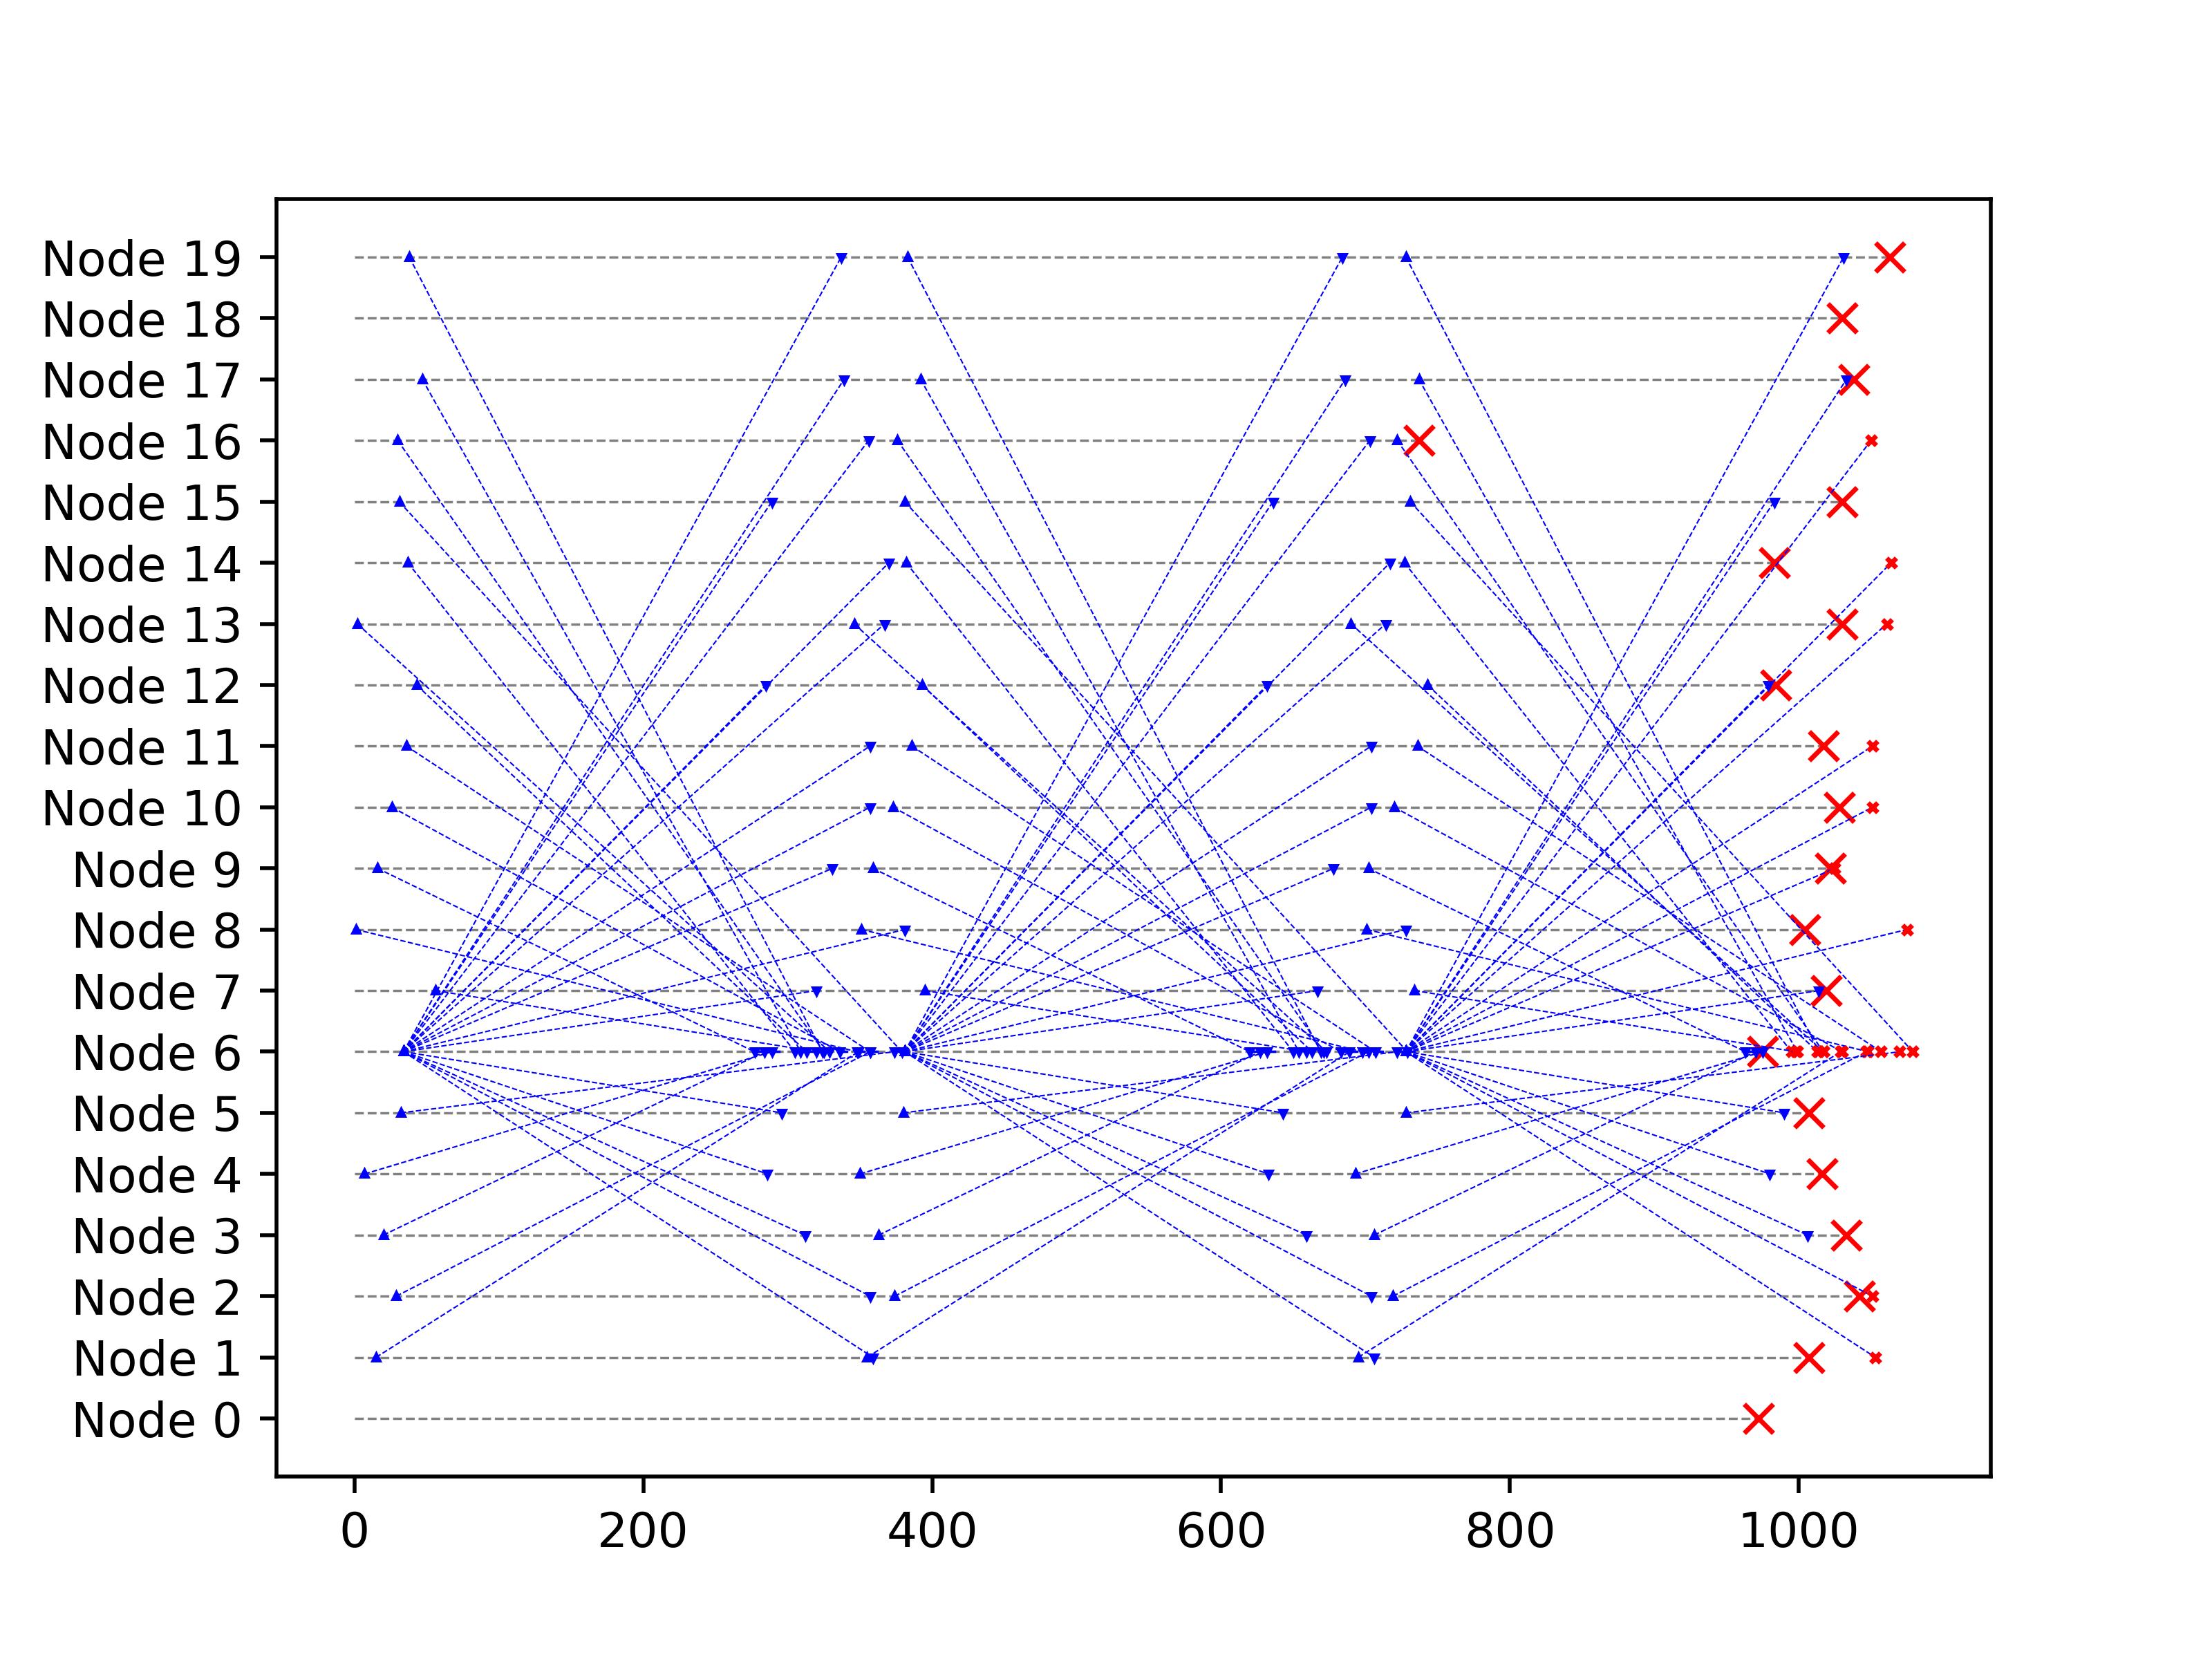 Node 19
Node 18
Node 17
Node 16
Node 15
Node 14
Node 13
Node 12
Node 11
Node 10
Node 9
Node 8
Node 7
Node 6
Node 5
Node 4
Node 3
Node 2
Node 1
Node 0
0 200 400 600 800 1000